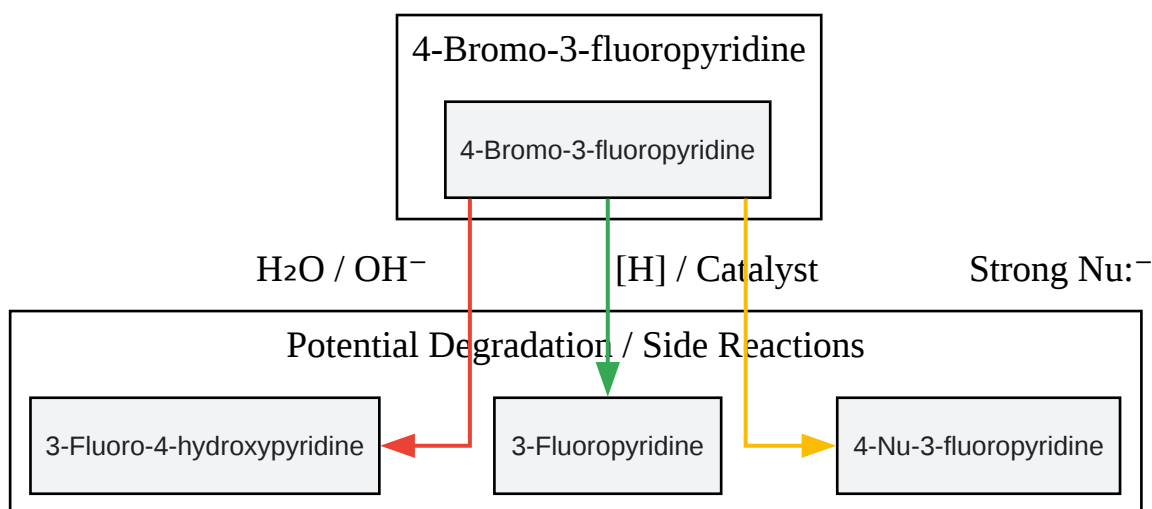 4-Bromo-3-fluoropyridine
4-Bromo-3-fluoropyridine
H₂O / OH⁻ [H] / Catalyst Strong Nu:⁻
Potential Degradation / Side Reactions
3-Fluoro-4-hydroxypyridine 3-Fluoropyridine 4-Nu-3-fluoropyridine